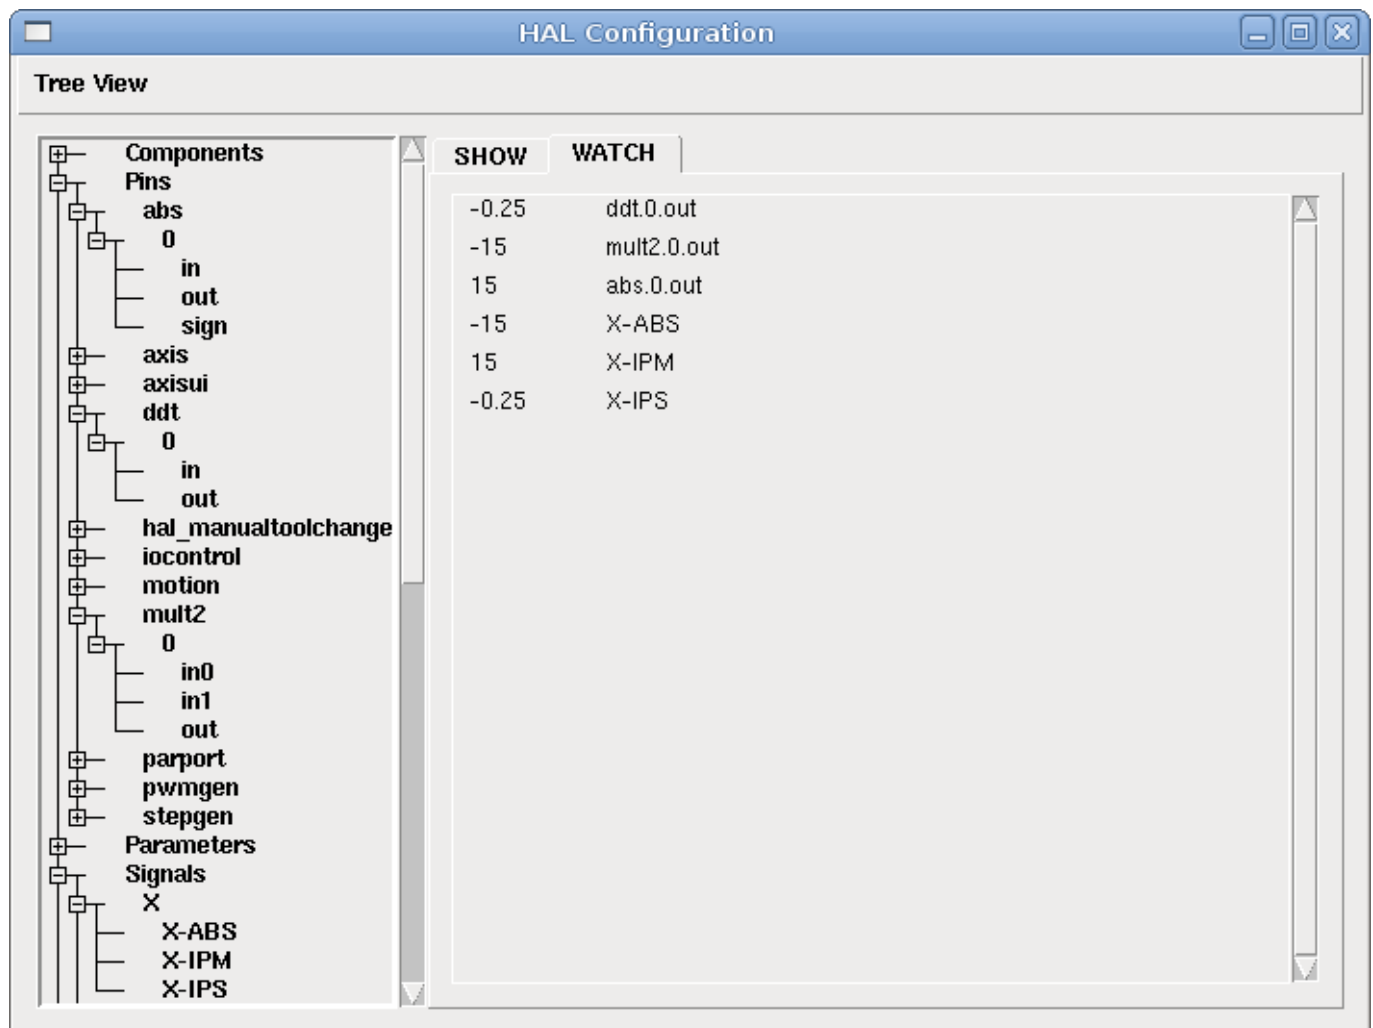 HAL Configuration
Tree View
Components
Pins
abs
0
in
out
sign
axis
axisui
ddt
0
in
out
hal_manualtoolchange
iocontrol
motion
mult2
0
in0
in1
out
parport
pwmgen
stepgen
Parameters
Signals
X
X-ABS
X-IPM
X-IPS
SHOW WATCH
-0.25 ddt.0.out
-15 mult2.0.out
15 abs.0.out
-15 X-ABS
15 X-IPM
-0.25 X-IPS